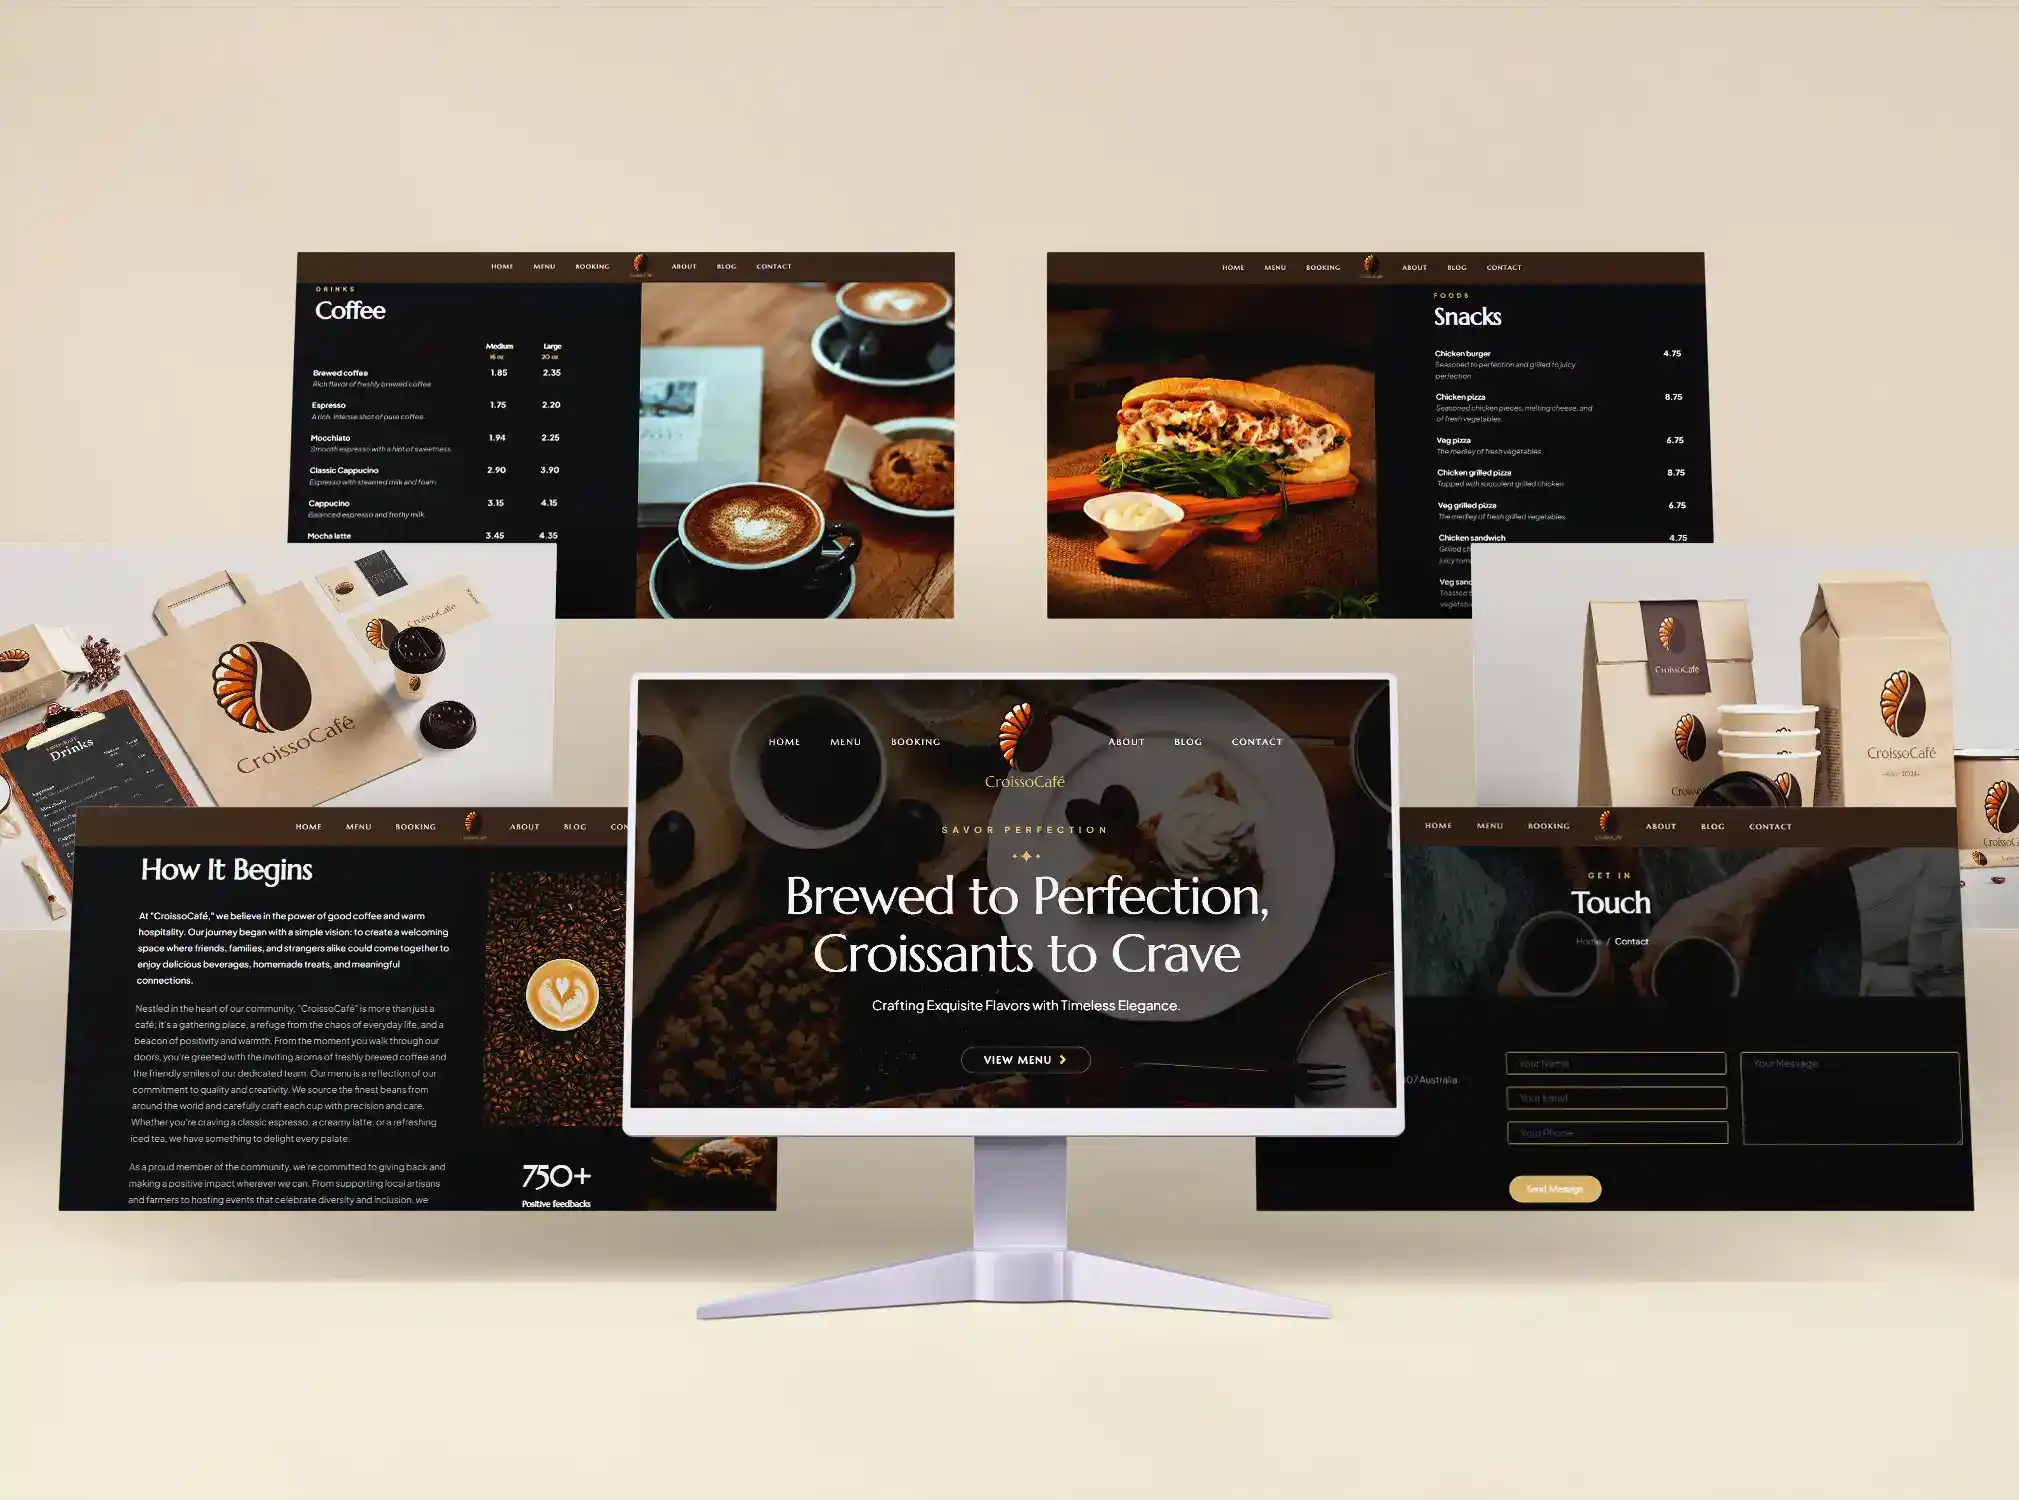 HOME MENU BOOKING ABOUT BLOG CONTACT
DRINKS
Coffee
Medium Large
16 oz 20 oz
Brewed coffee 1.85 2.35
Rich flavor of freshly brewed coffee
Espresso 1.75 2.20
A rich, intense shot of pure coffee.
Mocchiato 1.94 2.25
Smooth espresso with a hint of sweetness.
Classic Cappucino 2.90 3.90
Espresso with steamed milk and foam.
Cappucino 3.15 4.15
Balanced espresso and frothy milk.
Mocha latte 3.45 4.35
HOME MENU BOOKING ABOUT BLOG CONTACT
FOODS
Snacks
Chicken burger 4.75
Seasoned to perfection and grilled to juicy
perfection
Chicken pizza 8.75
Seasoned chicken pieces, melting cheese, and
of fresh vegetables.
Veg pizza 6.75
The medley of fresh vegetables
Chicken grilled pizza 8.75
Topped with succulent grilled chicken
Veg grilled pizza 6.75
The medley of fresh grilled vegetables
Chicken sandwich 4.75
Grilled ch
juicy tom
Veg sand
Toasted
vegetabl
CroissoCafé
CroissoCafé
Drinks
CroissoCafé
CroissoCafé
HOME MENU BOOKING ABOUT BLOG CON
How It Begins
At "CroissoCafé," we believe in the power of good coffee and warm
hospitality. Our journey began with a simple vision: to create a welcoming
space where friends, families, and strangers alike could come together to
enjoy delicious beverages, homemade treats, and meaningful
connections.
Nestled in the heart of our community, "CroissoCafé" is more than just a
café; it's a gathering place, a refuge from the chaos of everyday life, and a
beacon of positivity and warmth. From the moment you walk through our
doors, you're greeted with the inviting aroma of freshly brewed coffee and
the friendly smiles of our dedicated team. Our menu is a reflection of our
commitment to quality and creativity. We source the finest beans from
around the world and carefully craft each cup with precision and care.
Whether you're craving a classic espresso, a creamy latte, or a refreshing
iced tea, we have something to delight every palate.
As a proud member of the community, we're committed to giving back and
making a positive impact wherever we can. From supporting local artisans
and farmers to hosting events that celebrate diversity and inclusion, we
750+
Positive feedbacks
HOME MENU BOOKING ABOUT BLOG CONTACT
CroissoCafé
SAVOR PERFECTION
Brewed to Perfection,
Croissants to Crave
Crafting Exquisite Flavors with Timeless Elegance.
VIEW MENU
HOME MENU BOOKING ABOUT BLOG CONTACT
GET IN
Touch
Home / Contact
Your Name
Your Message
07 Australia
Your Email
Your Phone
Send Message